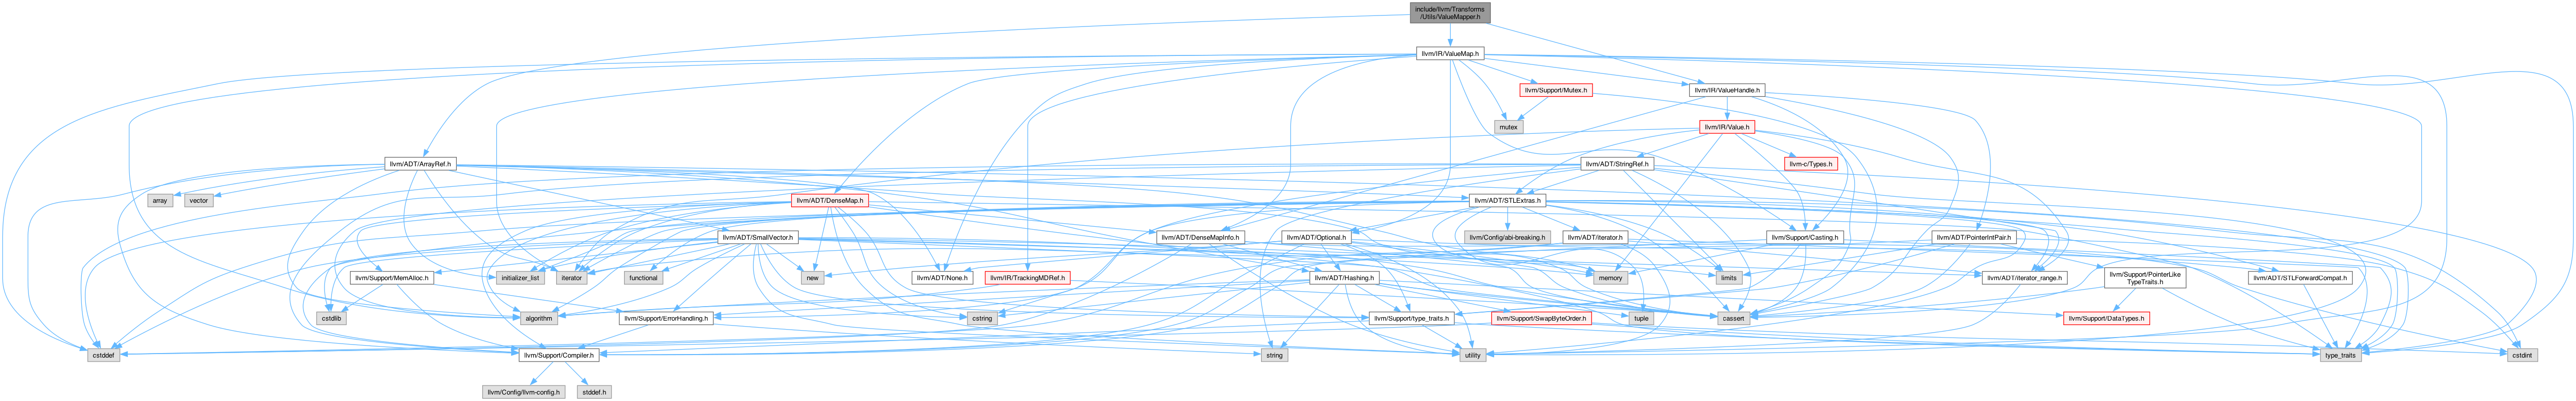 include/llvm/Transforms
/Utils/ValueMapper.h
llvm/IR/ValueMap.h
llvm/Support/Mutex.h
llvm/IR/ValueHandle.h
mutex
llvm/IR/Value.h
llvm/ADT/ArrayRef.h
llvm/ADT/StringRef.h
llvm-c/Types.h
array
vector
llvm/ADT/DenseMap.h
llvm/ADT/STLExtras.h
llvm/ADT/SmallVector.h
llvm/ADT/DenseMapInfo.h
llvm/ADT/Optional.h
llvm/Config/abi-breaking.h
llvm/ADT/iterator.h
llvm/Support/Casting.h
llvm/ADT/PointerIntPair.h
llvm/Support/MemAlloc.h
initializer_list
iterator
functional
new
llvm/ADT/None.h
llvm/IR/TrackingMDRef.h
llvm/ADT/Hashing.h
memory
limits
llvm/ADT/iterator_range.h
llvm/Support/PointerLike
TypeTraits.h
llvm/ADT/STLForwardCompat.h
cstdlib
algorithm
llvm/Support/ErrorHandling.h
cstring
llvm/Support/type_traits.h
llvm/Support/SwapByteOrder.h
tuple
cassert
llvm/Support/DataTypes.h
cstddef
llvm/Support/Compiler.h
string
utility
type_traits
cstdint
llvm/Config/llvm-config.h
stddef.h